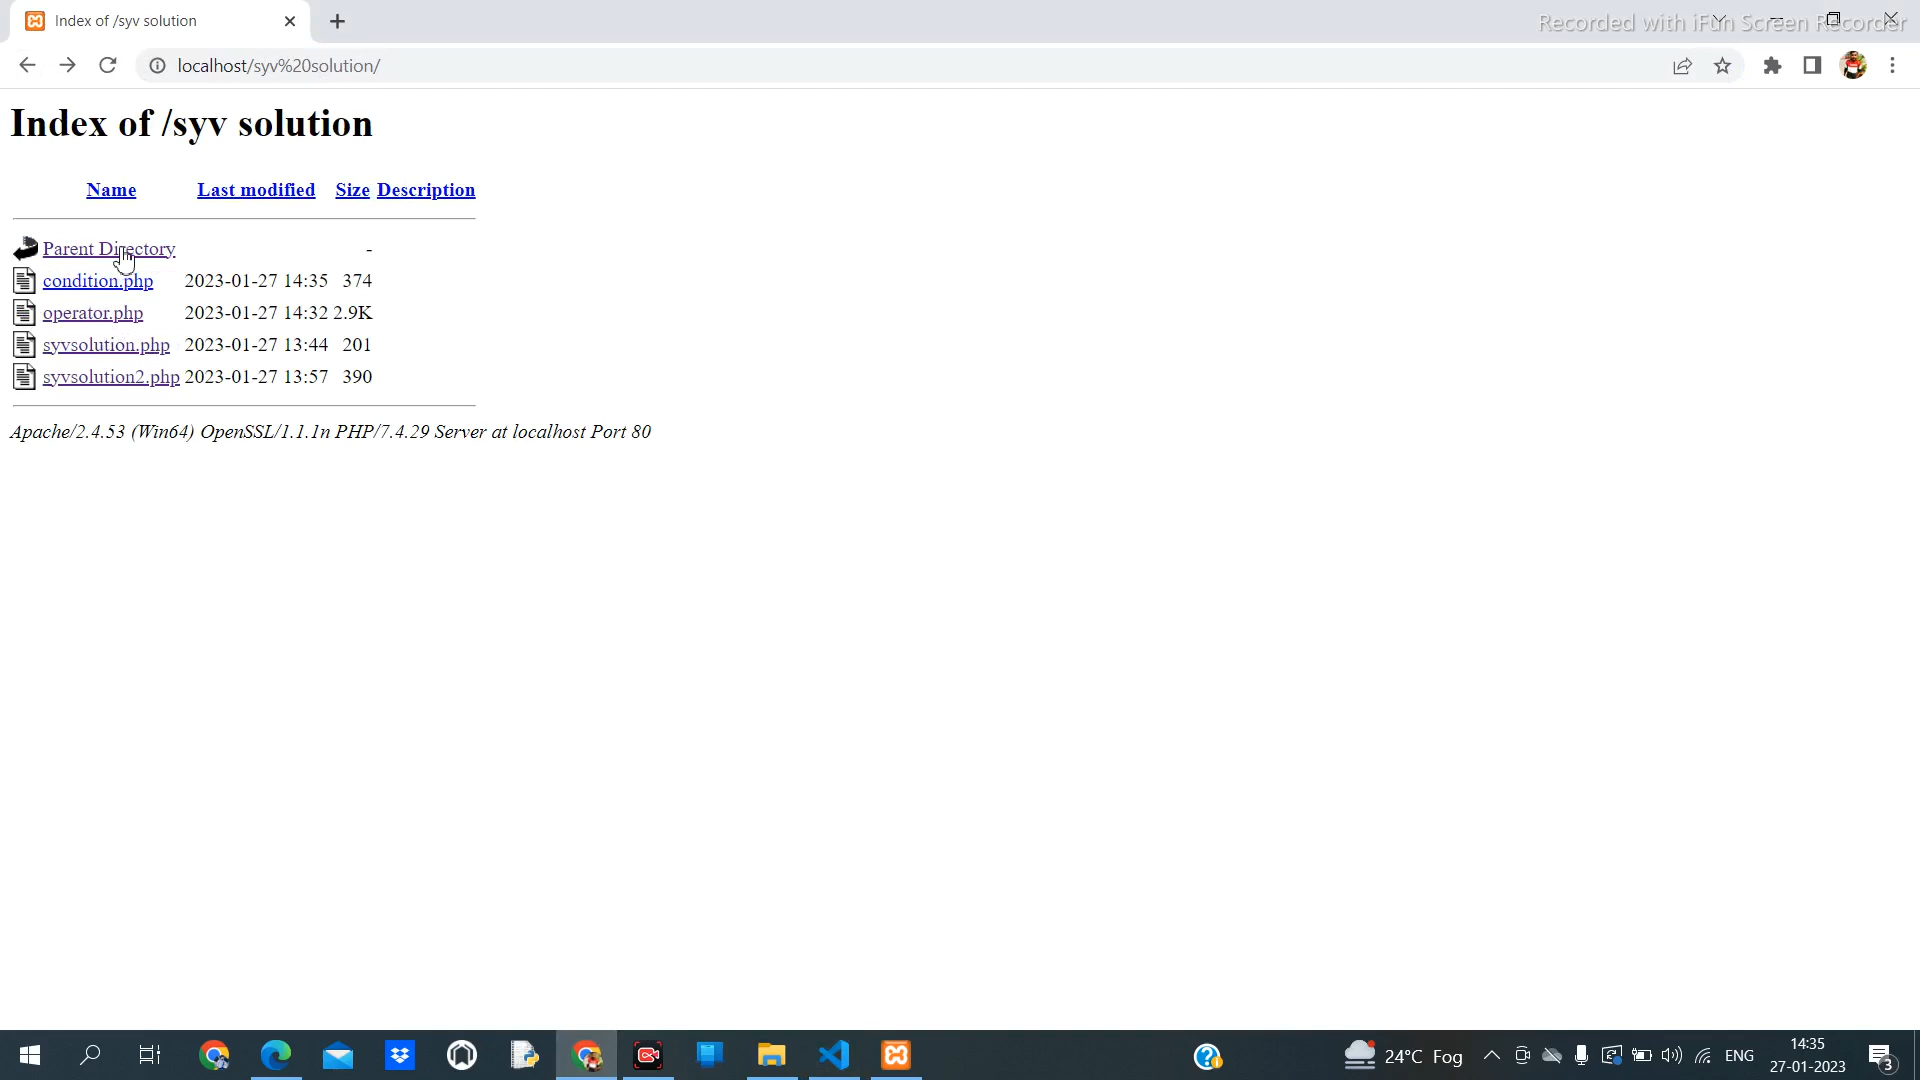 Index of /syv solution
Recorded with iFun Screen Recorder
localhost/syv%20solution/
Index of /syv solution
Name Last modified Size Description
Parent Directory -
condition.php 2023-01-27 14:35 374
operator.php 2023-01-27 14:32 2.9K
syvsolution.php 2023-01-27 13:44 201
syvsolution2.php 2023-01-27 13:57 390
Apache/2.4.53 (Win64) OpenSSL/1.1.1n PHP/7.4.29 Server at localhost Port 80
24°C Fog
ENG
14:35
27-01-2023
3